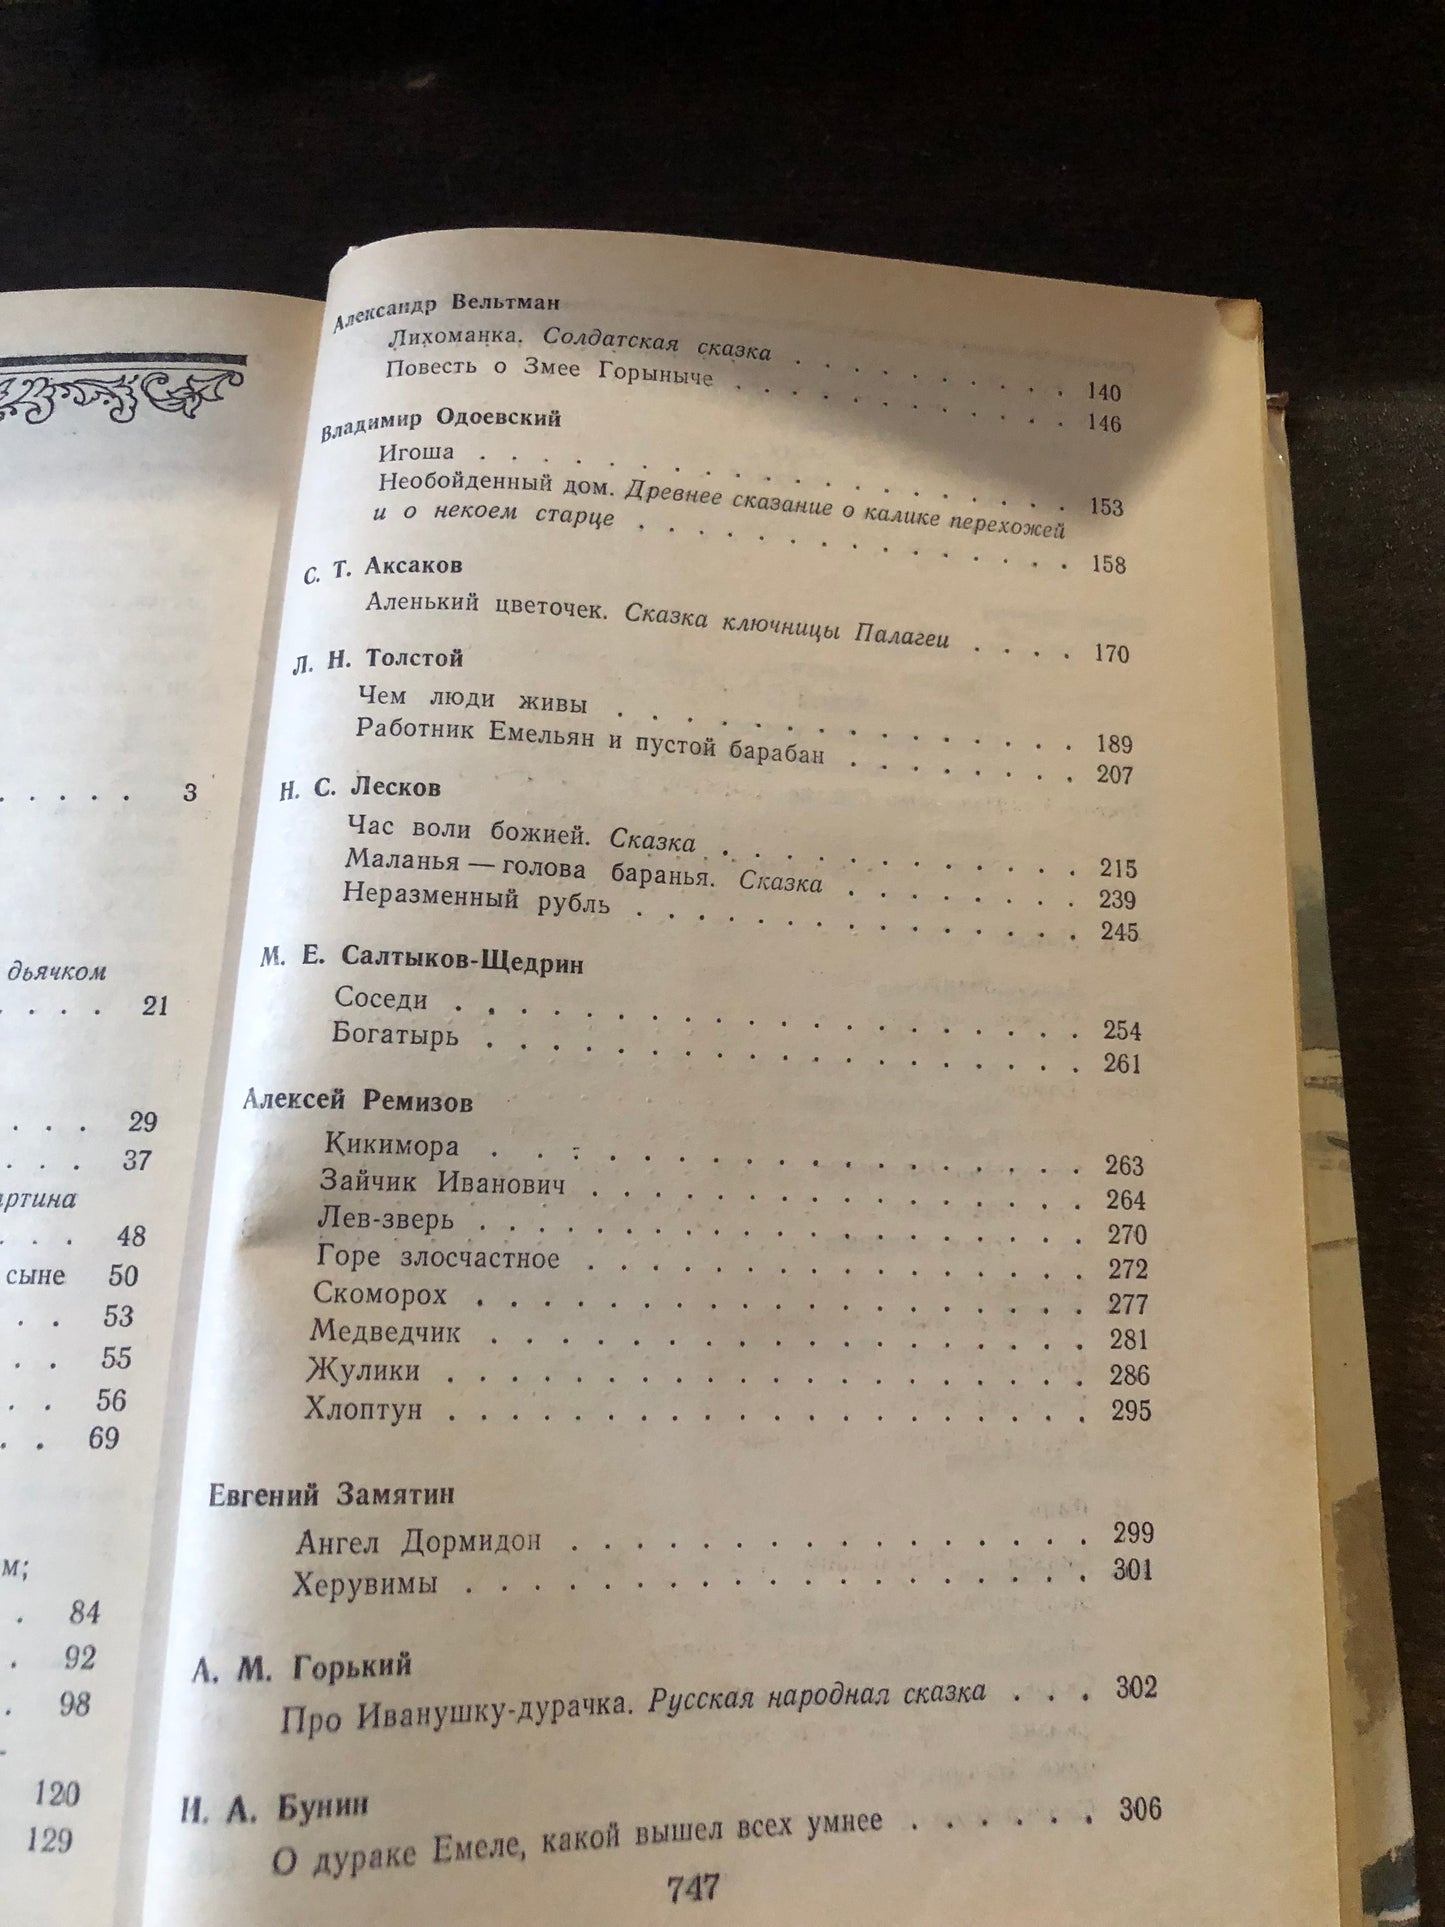 3
дьячком
21
29
37
48
сыне 50
53
55
56
69
м;
84
92
98
120
129
Александр Вельтман
Лихоманка. Солдатская сказка . . . . . . . . . . 140
Повесть о Змее Горыныче . . . . . . . . . . . . 146
Владимир Одоевский
Игоша . . . . . . . . . . . . . . . . . . 153
Необойденный дом. Древнее сказание о калике перехожей
и о некоем старце . . . . . . . . . . . . . . 158
С. Т. Аксаков
Аленький цветочек. Сказка ключницы Палагеи . . . . 170
Л. Н. Толстой
Чем люди живы . . . . . . . . . . . . . . 189
Работник Емельян и пустой барабан . . . . . . . 207
Н. С. Лесков
Час воли божией. Сказка . . . . . . . . . . . . 215
Маланья — голова баранья. Сказка . . . . . . . . 239
Неразменный рубль . . . . . . . . . . . . . . 245
М. Е. Салтыков-Щедрин
Соседи . . . . . . . . . . . . . . . . . . . 254
Богатырь . . . . . . . . . . . . . . . . . . 261
Алексей Ремизов
Кикимора . . . . . . . . . . . . . . . . . . 263
Зайчик Иванович . . . . . . . . . . . . . . . 264
Лев-зверь . . . . . . . . . . . . . . . . . . 270
Горе злосчастное . . . . . . . . . . . . . . . 272
Скоморох . . . . . . . . . . . . . . . . . . 277
Медведчик . . . . . . . . . . . . . . . . . . 281
Жулики . . . . . . . . . . . . . . . . . . . 286
Хлоптун . . . . . . . . . . . . . . . . . . . 295
Евгений Замятин
Ангел Дормидон . . . . . . . . . . . . . . . 299
Херувимы . . . . . . . . . . . . . . . . . . 301
А. М. Горький
Про Иванушку-дурачка. Русская народная сказка . . . 302
И. А. Бунин
О дураке Емеле, какой вышел всех умнее . . . . . . 306
747